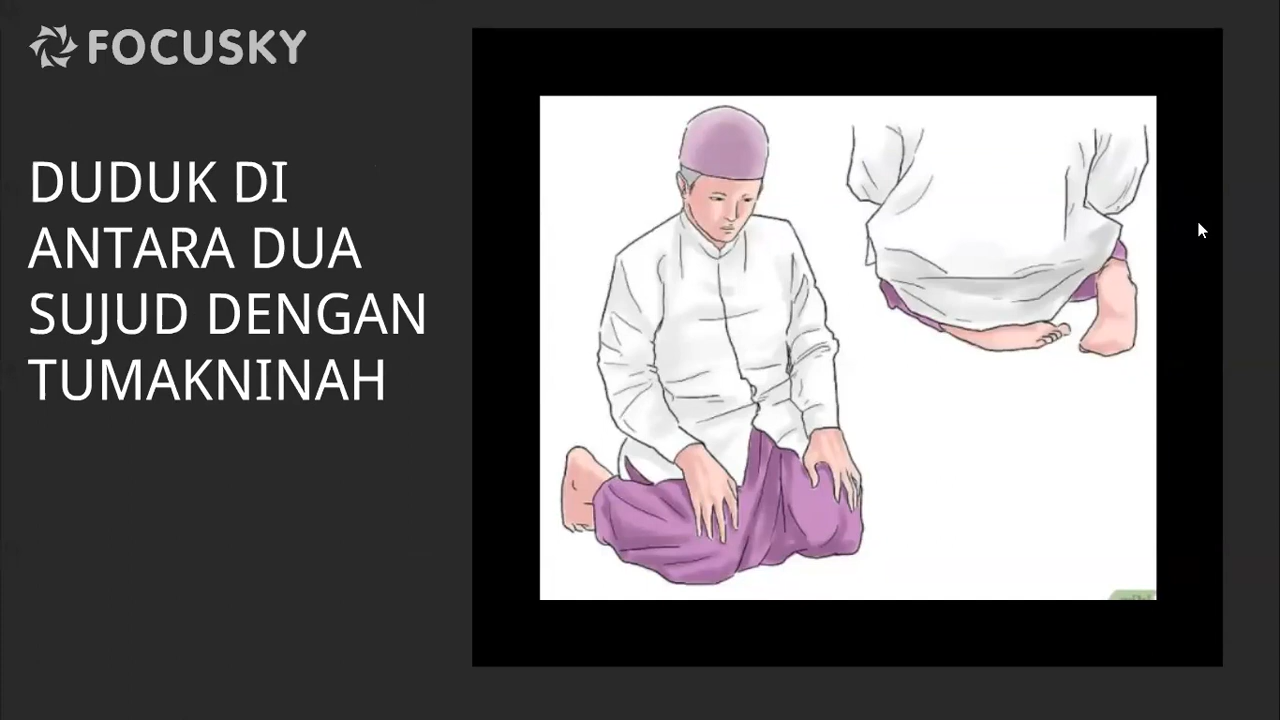 FOCUSKY
DUDUK DI
ANTARA DUA
SUJUD DENGAN
TUMAKNINAH